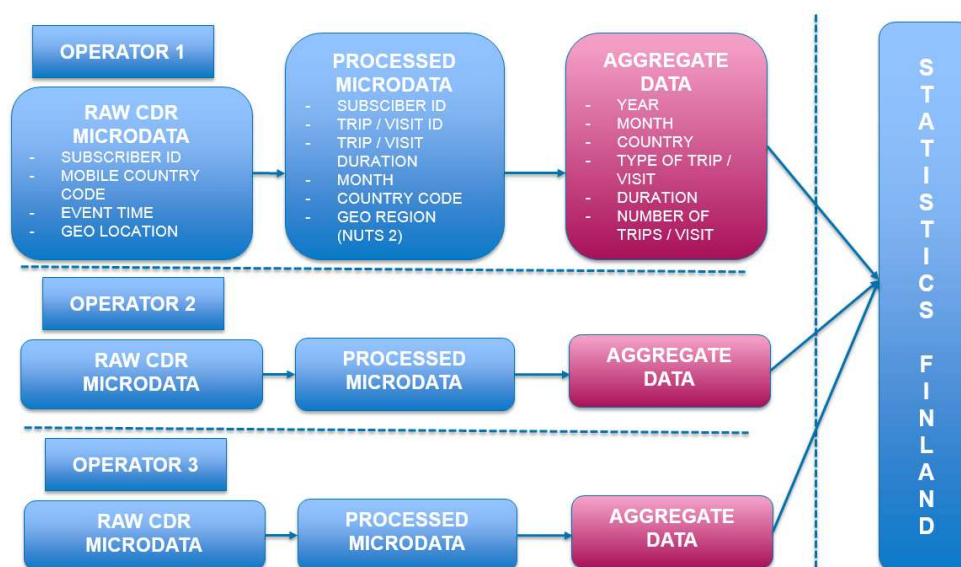 OPERATOR 1
RAW CDR
MICRODATA
- SUBSCRIBER ID
- MOBILE COUNTRY
CODE
- EVENT TIME
- GEO LOCATION
PROCESSED
MICRODATA
- SUBSCIBER ID
- TRIP / VISIT ID
- TRIP / VISIT
DURATION
- MONTH
- COUNTRY CODE
- GEO REGION
(NUTS 2)
AGGREGATE
DATA
- YEAR
- MONTH
- COUNTRY
- TYPE OF TRIP /
VISIT
- DURATION
- NUMBER OF
TRIPS / VISIT
OPERATOR 2
RAW CDR
MICRODATA
PROCESSED
MICRODATA
AGGREGATE
DATA
OPERATOR 3
RAW CDR
MICRODATA
PROCESSED
MICRODATA
AGGREGATE
DATA
STATISTICS FINLAND